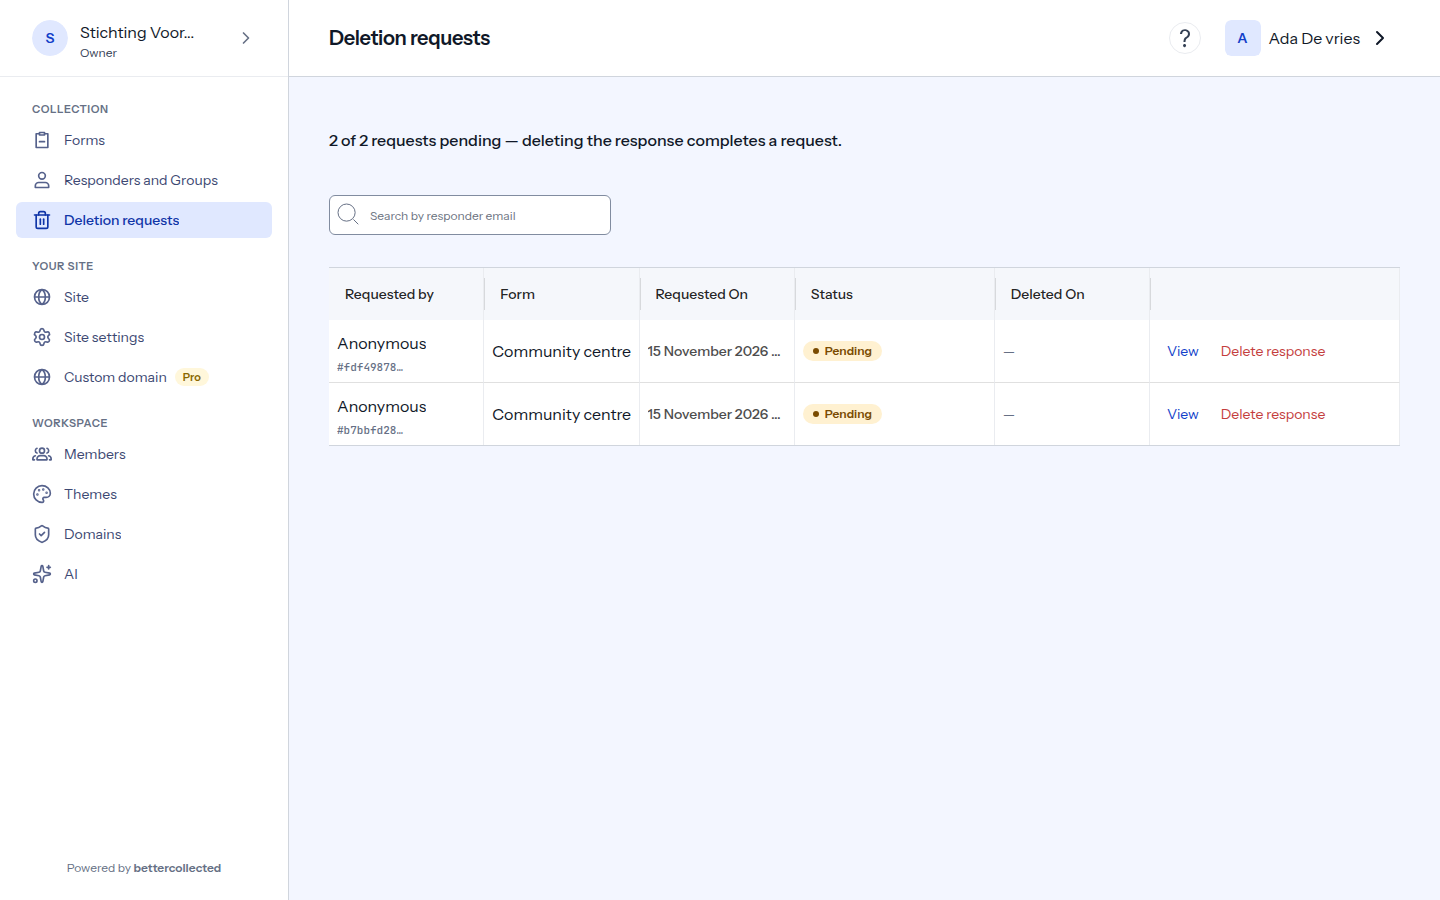 S
Stichting Voor...
Owner
COLLECTION
Forms
Responders and Groups
Deletion requests
YOUR SITE
Site
Site settings
Custom domain Pro
WORKSPACE
Members
Themes
Domains
AI
Powered by bettercollected
Deletion requests
?
A
Ada De vries
2 of 2 requests pending — deleting the response completes a request.
Search by responder email
Requested by Form Requested On Status Deleted On
Anonymous
#fdf49878…
Community centre 15 November 2026 ... Pending — View Delete response
Anonymous
#b7bbfd28…
Community centre 15 November 2026 ... Pending — View Delete response